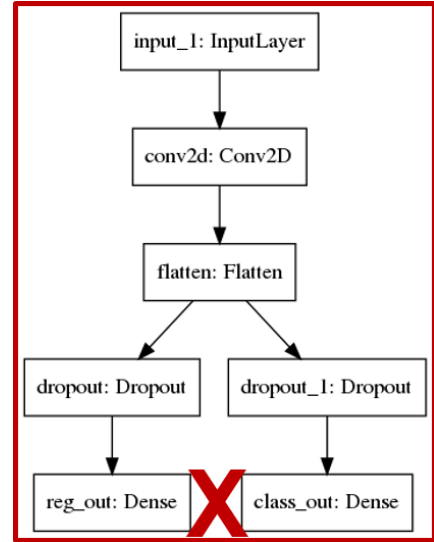 input_1: InputLayer
conv2d: Conv2D
flatten: Flatten
dropout: Dropout
dropout_1: Dropout
reg_out: Dense
X
class_out: Dense